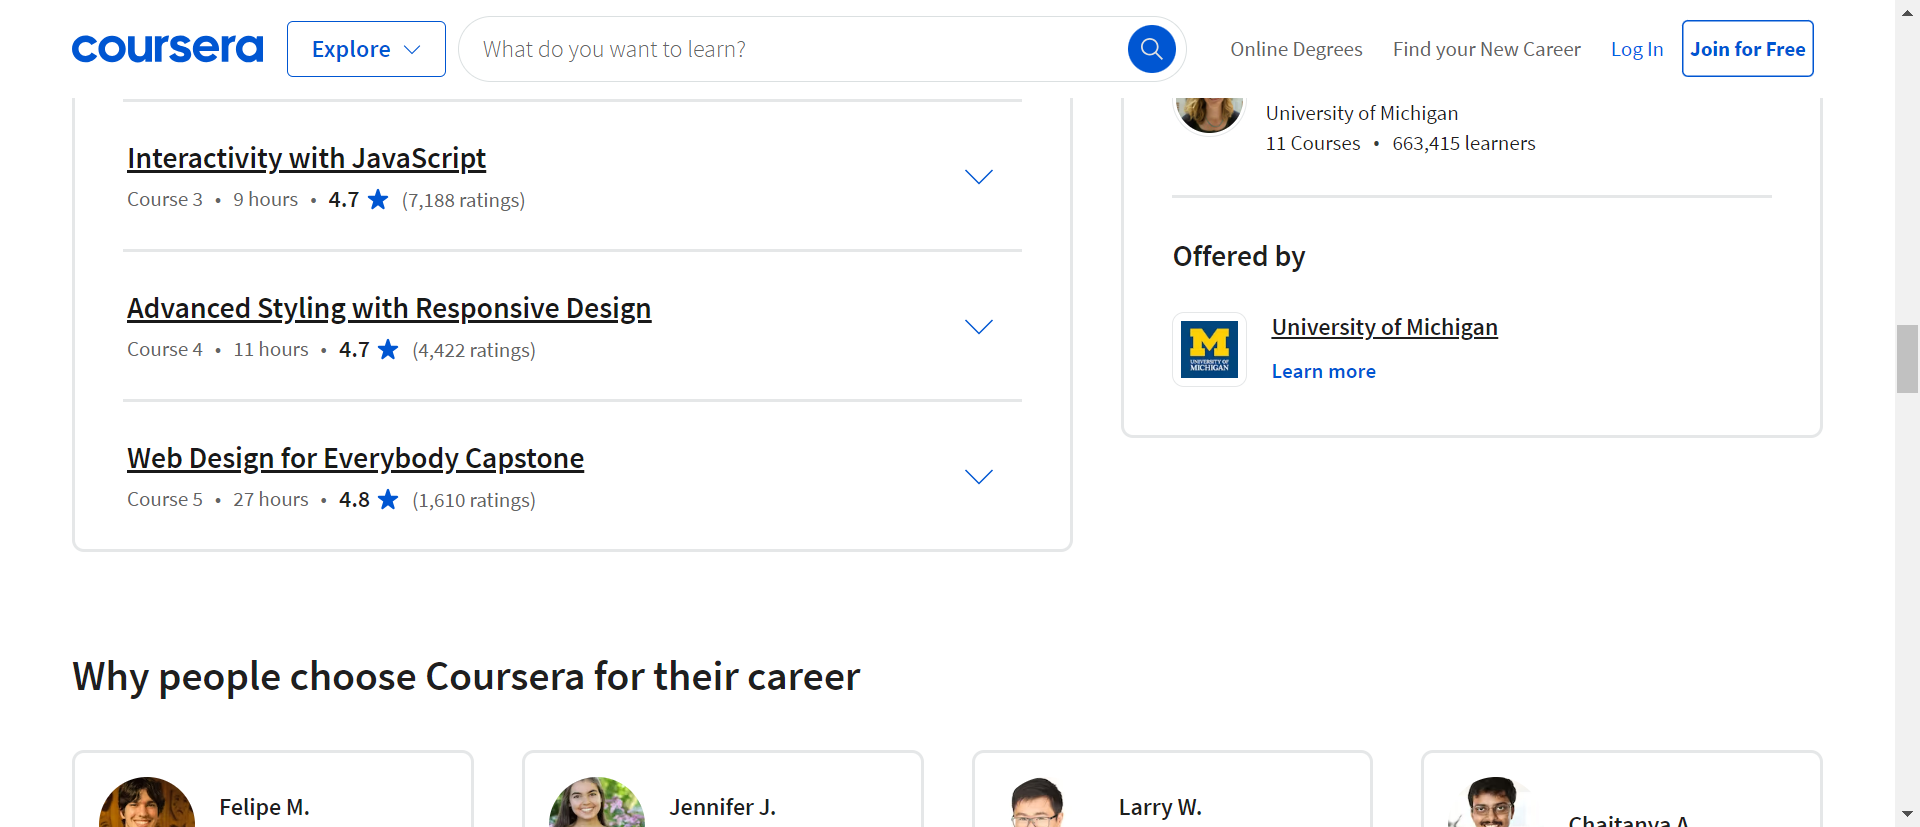 coursera
Explore
What do you want to learn?
Online Degrees
Find your New Career
Log In
Join for Free
Interactivity with JavaScript
Course 3 • 9 hours • 4.7 (7,188 ratings)
Advanced Styling with Responsive Design
Course 4 • 11 hours • 4.7 (4,422 ratings)
Web Design for Everybody Capstone
Course 5 • 27 hours • 4.8 (1,610 ratings)
University of Michigan
11 Courses • 663,415 learners
Offered by
M
UNIVERSITY OF
MICHIGAN
University of Michigan
Learn more
Why people choose Coursera for their career
Felipe M.
Jennifer J.
Larry W.
Chaitanya A.